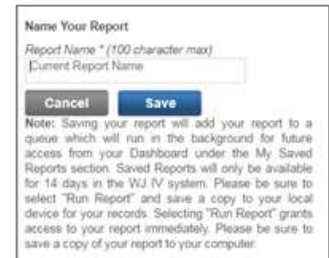 Name Your Report
Report Name * (100 character max)
Current Report Name
Cancel Save
Note: Saving your report will add your report to a
queue which will run in the background for future
access from your Dashboard under the My Saved
Reports section. Saved Reports will only be available
for 14 days in the WJ IV system. Please be sure to
select "Run Report" and save a copy to your local
device for your records. Selecting "Run Report" grants
access to your report immediately. Please be sure to
save a copy of your report to your computer.